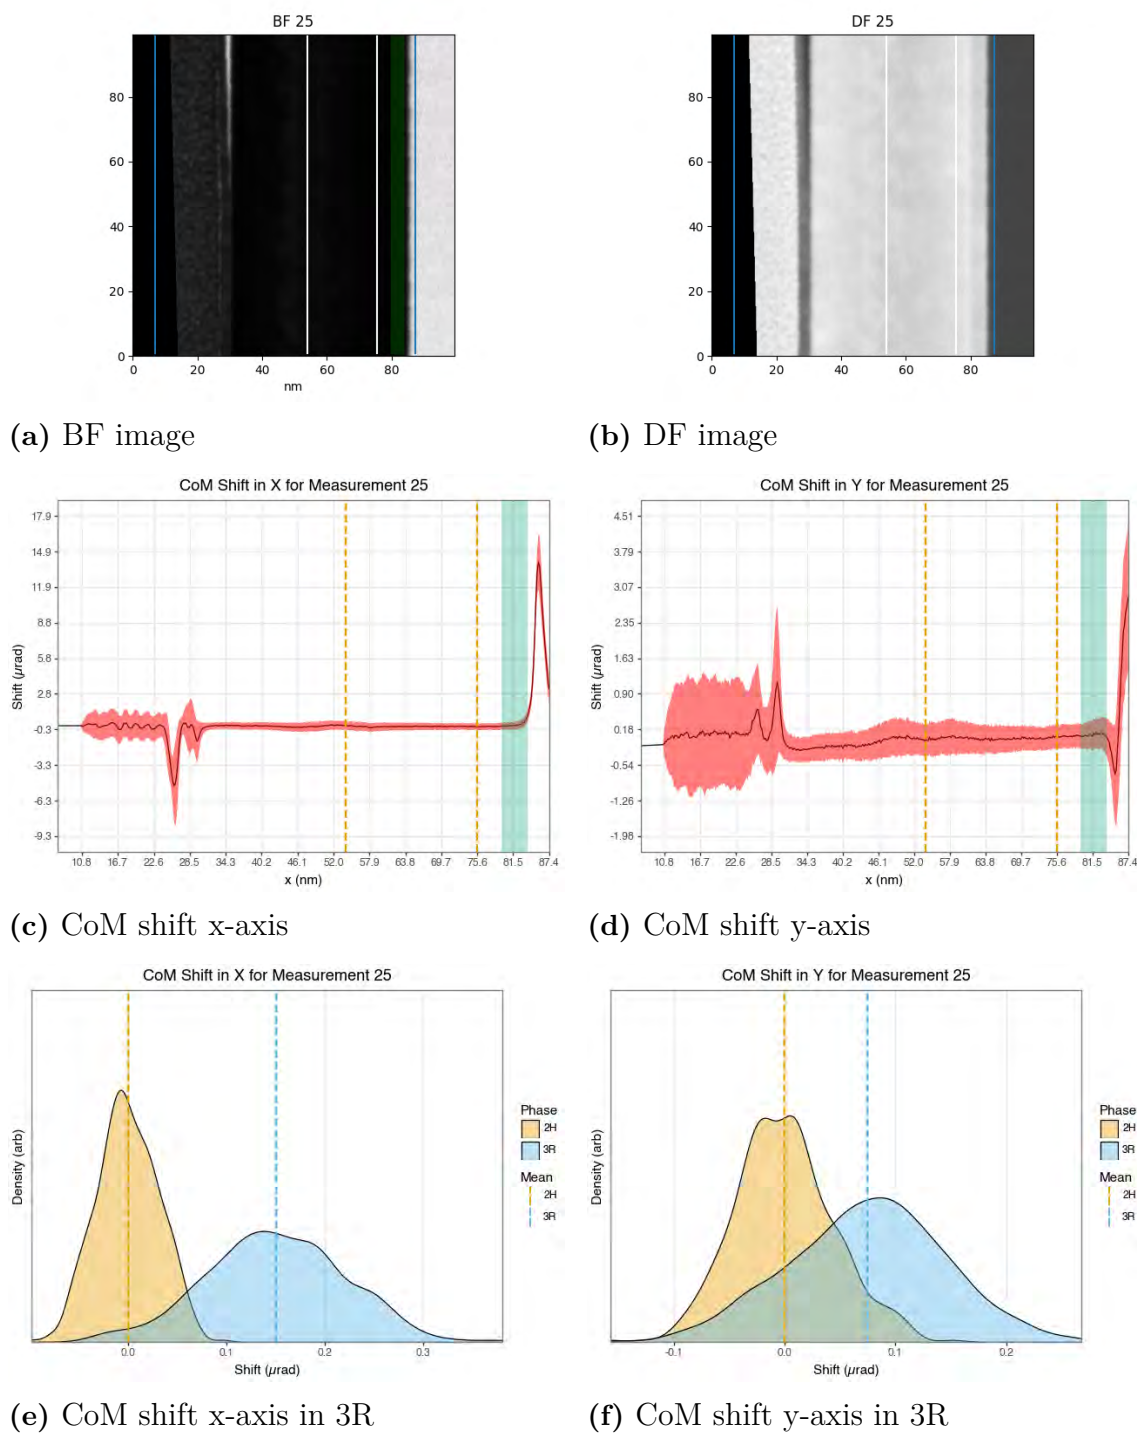 BF 25
DF 25
80
60
40
20
0
0 20 40 60 80
nm
80
60
40
20
0
0 20 40 60 80
(a) BF image
(b) DF image
CoM Shift in X for Measurement 25
17.9
14.9
11.9
8.8
5.8
2.8
-0.3
-3.3
-6.3
-9.3
Shift (μrad)
10.8 16.7 22.6 28.5 34.3 40.2 46.1 52.0 57.9 63.8 69.7 75.6 81.5 87.4
x (nm)
CoM Shift in Y for Measurement 25
4.51
3.79
3.07
2.35
1.63
0.90
0.18
-0.54
-1.26
-1.98
Shift (μrad)
10.8 16.7 22.6 28.5 34.3 40.2 46.1 52.0 57.9 63.8 69.7 75.6 81.5 87.4
x (nm)
(c) CoM shift x-axis
(d) CoM shift y-axis
CoM Shift in X for Measurement 25
Density (arb)
0.0 0.1 0.2 0.3
Shift (μrad)
Phase
2H
3R
Mean
2H
3R
CoM Shift in Y for Measurement 25
Density (arb)
-0.1 0.0 0.1 0.2
Shift (μrad)
Phase
2H
3R
Mean
2H
3R
(e) CoM shift x-axis in 3R
(f) CoM shift y-axis in 3R